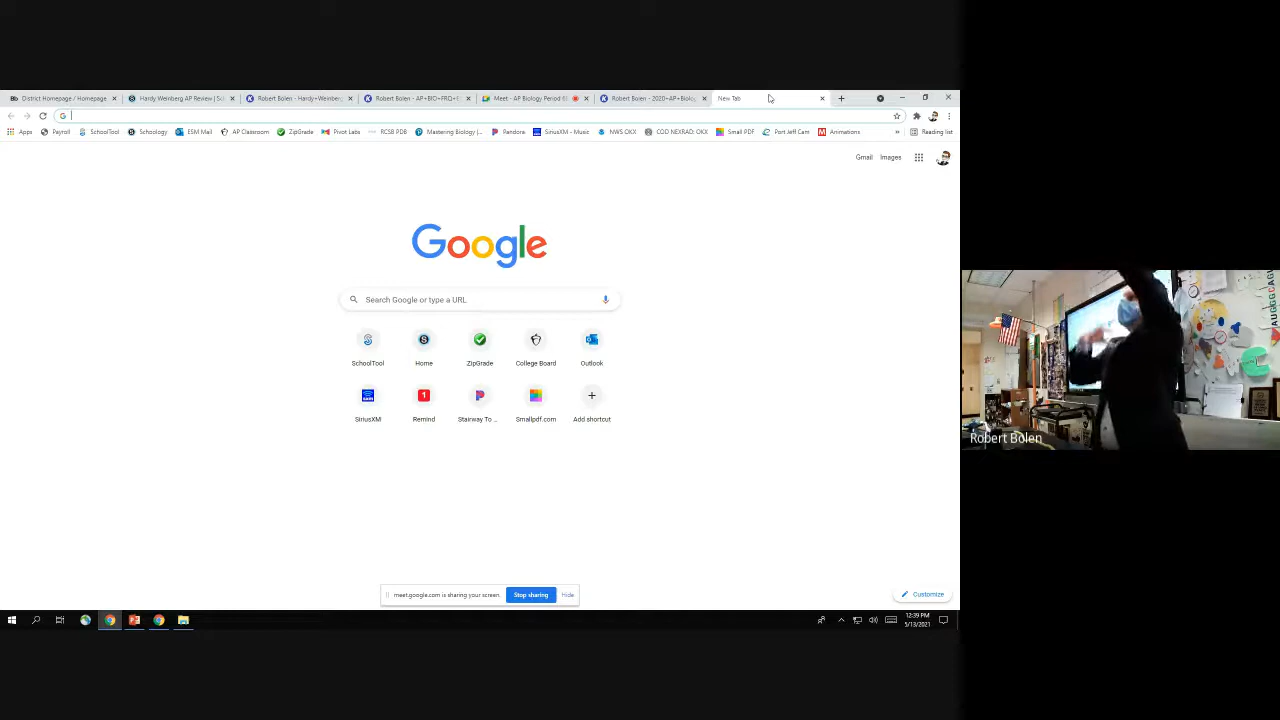 District Homepage / Homepage
Hardy Weinberg AP Review | Sc
Robert Bolen - Hardy+Weinbe
Robert Bolen - AP+BIO+FRQ+
Meet - AP Biology Period 
Robert Bolen - 2020+AP+Biolo
New Tab
Apps
Payroll
SchoolTool
Schoology
ESM Mail
AP Classroom
ZipGrade
Pivot Labs
RCSB PDB
Mastering Biology |...
Pandora
SiriusXM - Music
NWS OKX
COD NEXRAD: OKX
Small PDF
Port Jeff Cam
Animations
»
Reading list
Gmail
Images
Google
Search Google or type a URL
SchoolTool
Home
ZipGrade
College Board
Outlook
SiriusXM
Remind
Stairway To ...
Smallpdf.com
Add shortcut
Robert Bolen
meet.google.com is sharing your screen.
Stop sharing
Hide
Customize
12:39 PM
5/13/2021